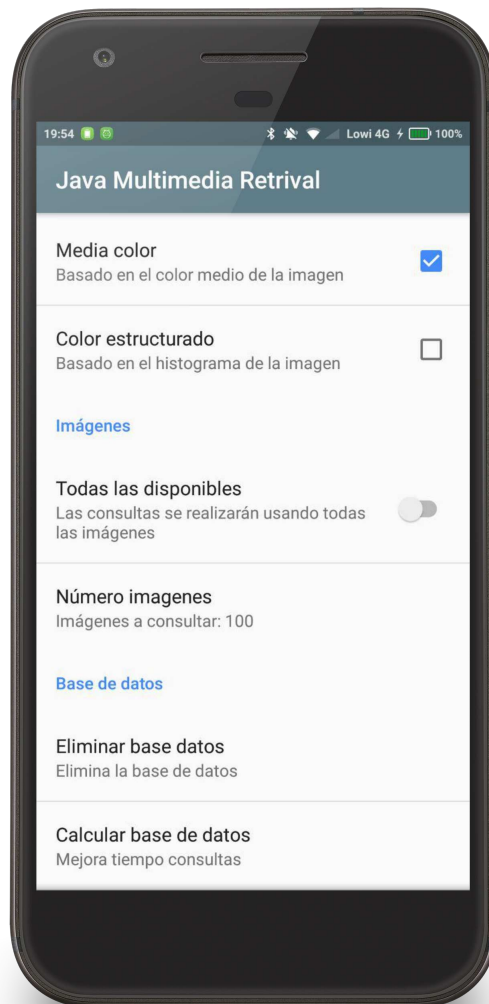 19:54 Lowi 4G 100%
Java Multimedia Retrival
Media color
Basado en el color medio de la imagen
Color estructurado
Basado en el histograma de la imagen
Imágenes
Todas las disponibles
Las consultas se realizarán usando todas
las imágenes
Número imagenes
Imágenes a consultar: 100
Base de datos
Eliminar base datos
Elimina la base de datos
Calcular base de datos
Mejora tiempo consultas